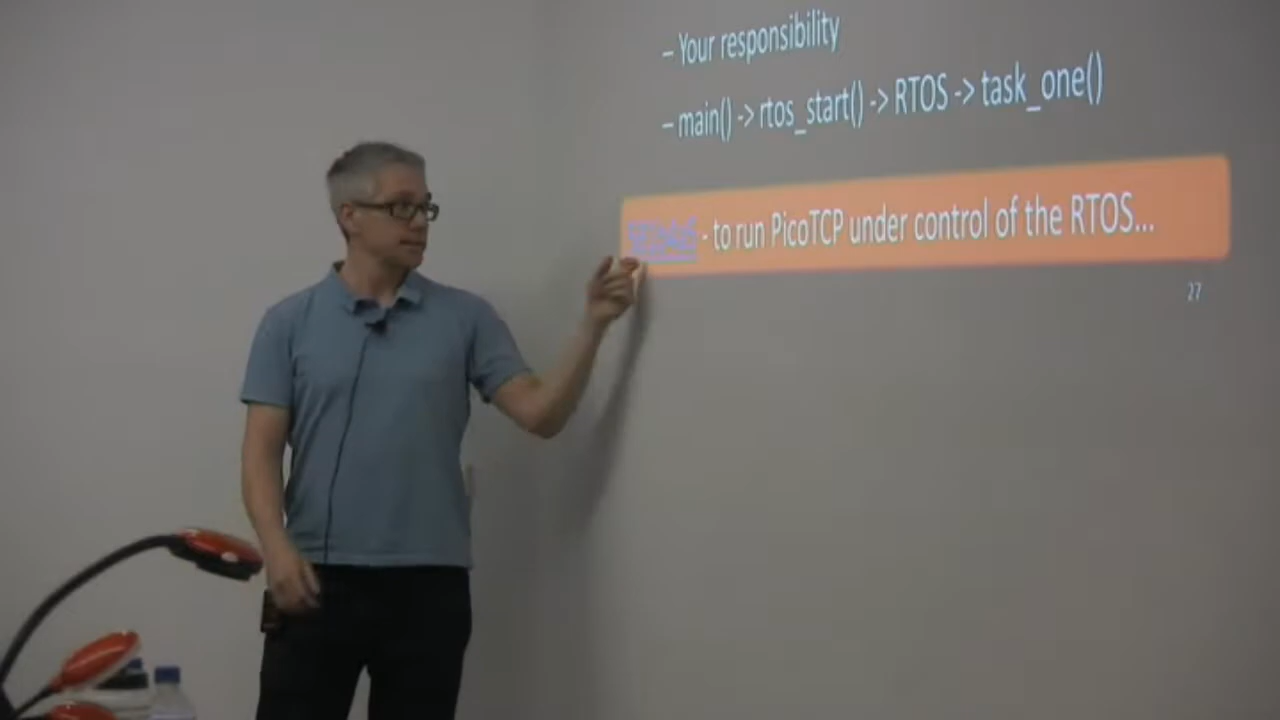 – Your responsibility
– main() -> rtos_start() -> RTOS -> task_one()
- to run PicoTCP under control of the RTOS...
27